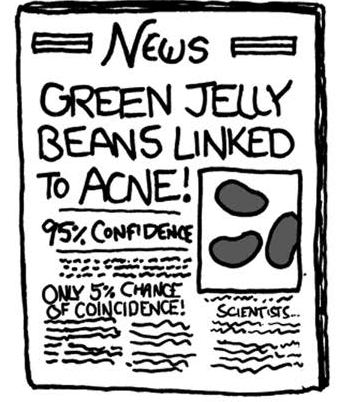 NEWS
GREEN JELLY
BEANS LINKED
TO ACNE!
95% CONFIDENCE
ONLY 5% CHANCE
OF COINCIDENCE!
SCIENTISTS...